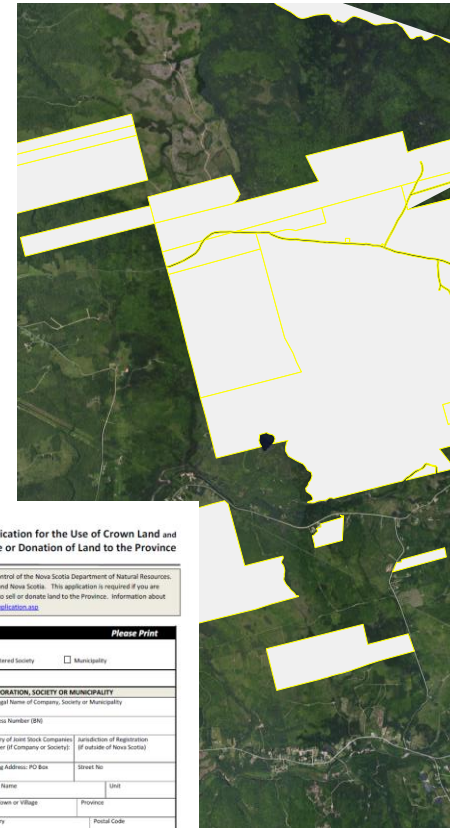 ication for the Use of Crown Land and
e or Donation of Land to the Province
ntrol of the Nova Scotia Department of Natural Resources.
nd Nova Scotia. This application is required if you are
o sell or donate land to the Province. Information about
plication.asp
Please Print
tered Society Municipality
ORATION, SOCIETY OR MUNICIPALITY
egal Name of Company, Society or Municipality
ess Number (BN)
ry of Joint Stock Companies Jurisdiction of Registration
er (if Company or Society): (if outside of Nova Scotia)
g Address: PO Box Street No
Name Unit
own or Village Province
ry Postal Code